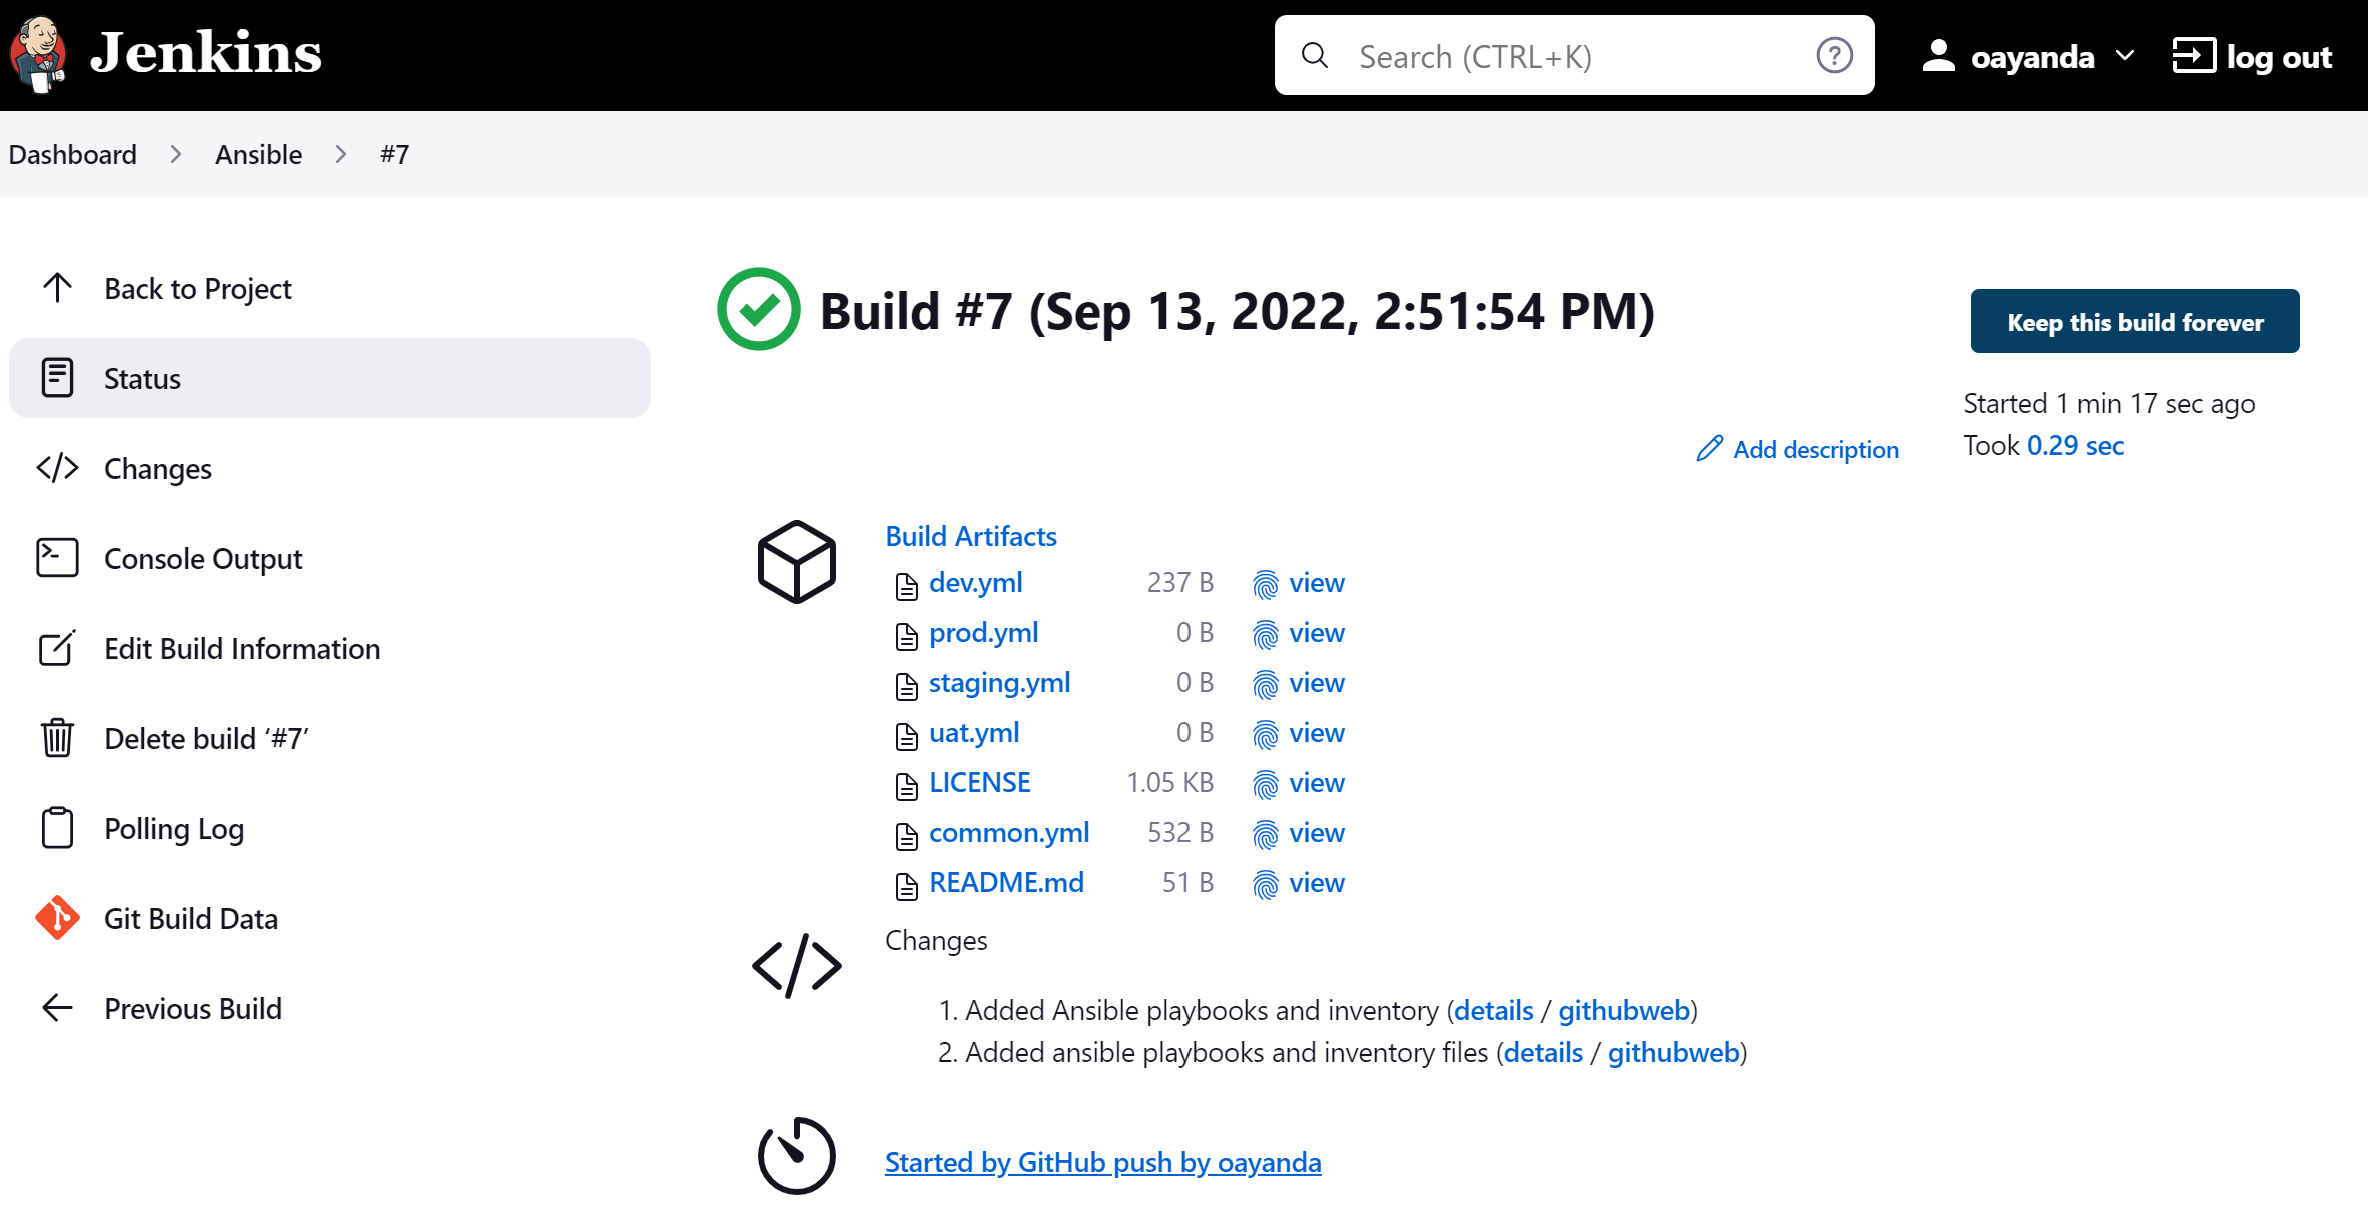 Jenkins
Search (CTRL+K)
?
oayanda
log out
Dashboard
Ansible
#7
Back to Project
Status
Changes
Console Output
Edit Build Information
Delete build ‘#7’
Polling Log
Git Build Data
Previous Build
Build #7 (Sep 13, 2022, 2:51:54 PM)
Keep this build forever
Started 1 min 17 sec ago
Took 0.29 sec
Add description
Build Artifacts
dev.yml 237 B view
prod.yml 0 B view
staging.yml 0 B view
uat.yml 0 B view
LICENSE 1.05 KB view
common.yml 532 B view
README.md 51 B view
Changes
1. Added Ansible playbooks and inventory (details / githubweb)
2. Added ansible playbooks and inventory files (details / githubweb)
Started by GitHub push by oayanda